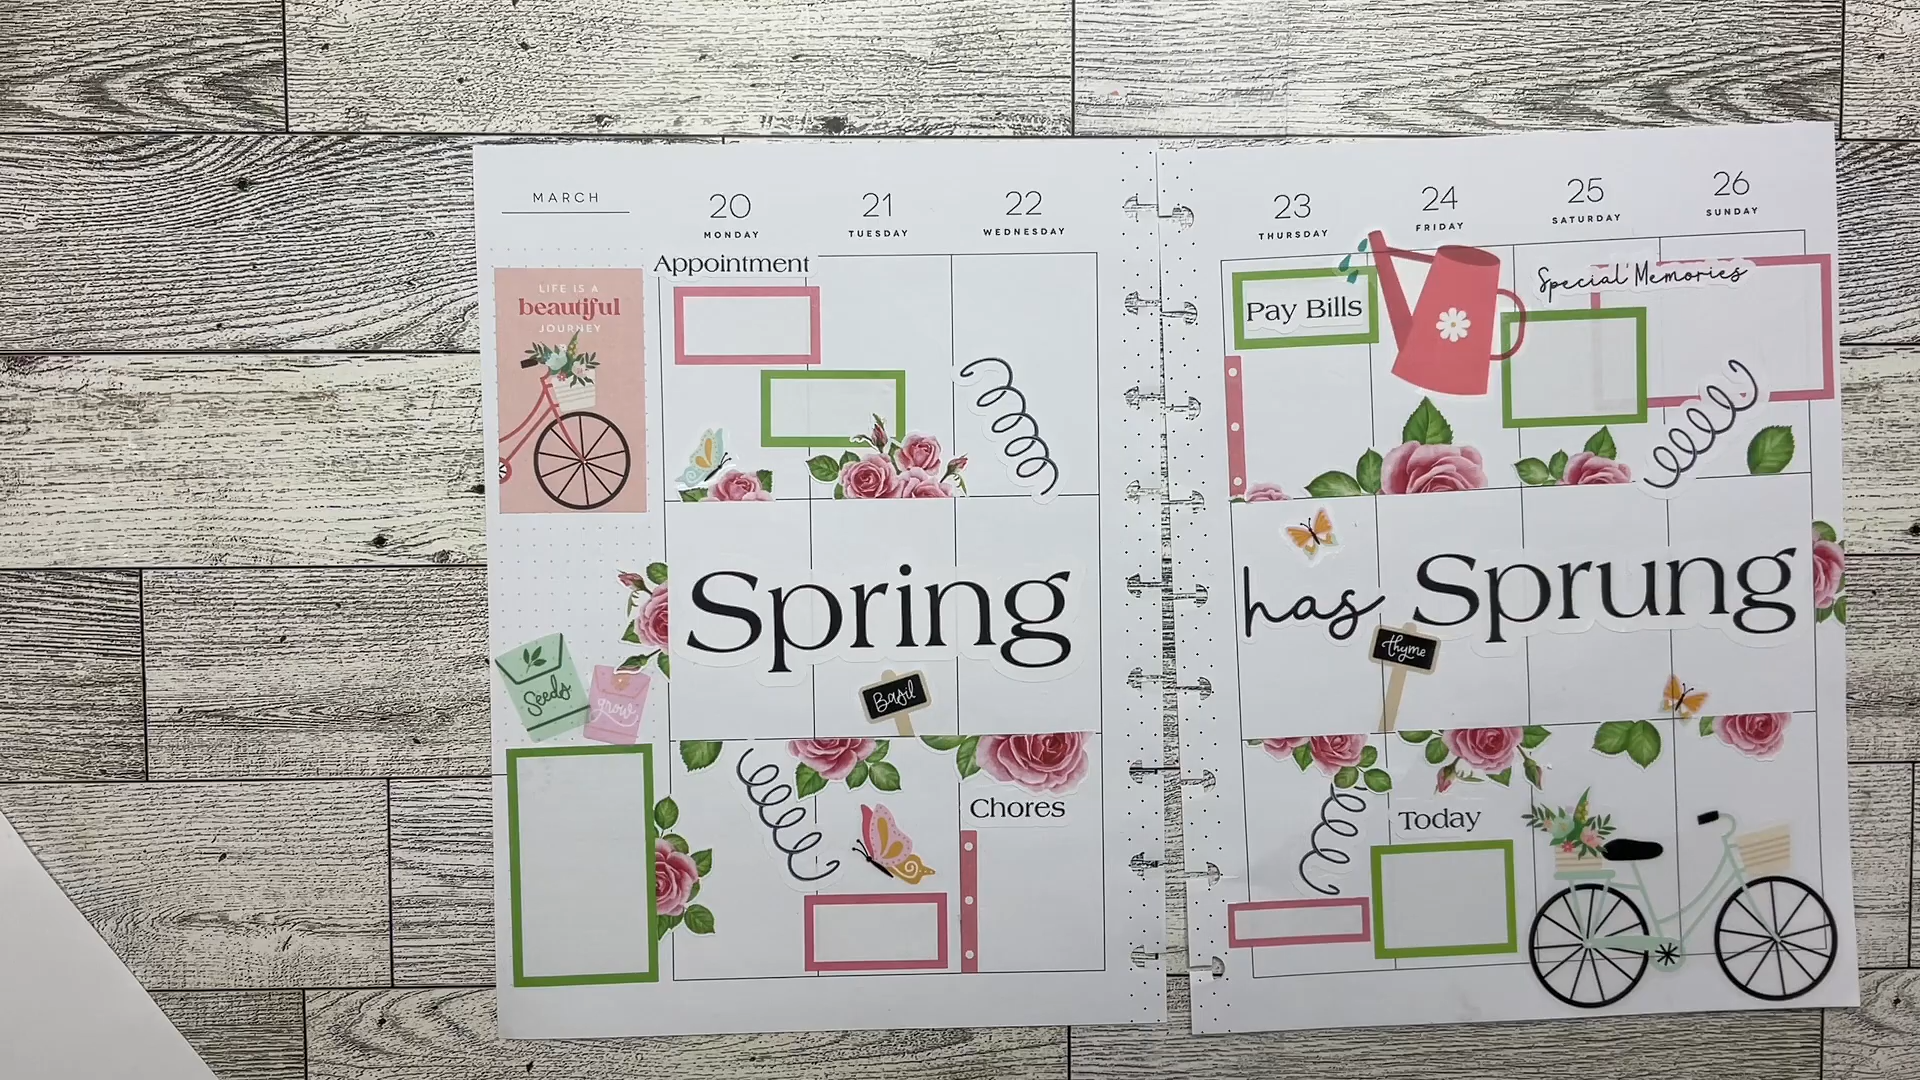 MARCH
20
MONDAY
21
TUESDAY
22
WEDNESDAY
23
THURSDAY
24
FRIDAY
25
SATURDAY
26
SUNDAY
LIFE IS A
beautiful
JOURNEY
Appointment
Pay Bills
Special Memories
Spring
has Sprung
Basil
thyme
Seeds
grow
Chores
Today